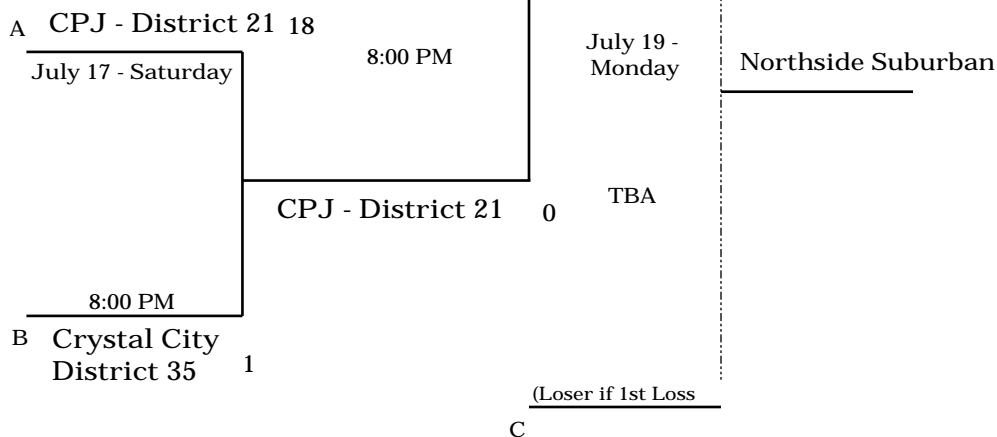 A CPJ - District 21 18
July 17 - Saturday
8:00 PM
July 19 -
Monday
Northside Suburban
CPJ - District 21 0
TBA
8:00 PM
B Crystal City
District 35 1
(Loser if 1st Loss
C